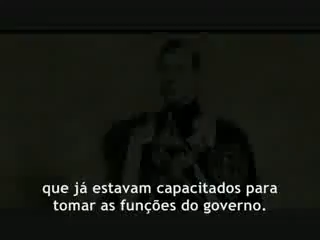 que já estavam capacitados para
tomar as funções do governo.